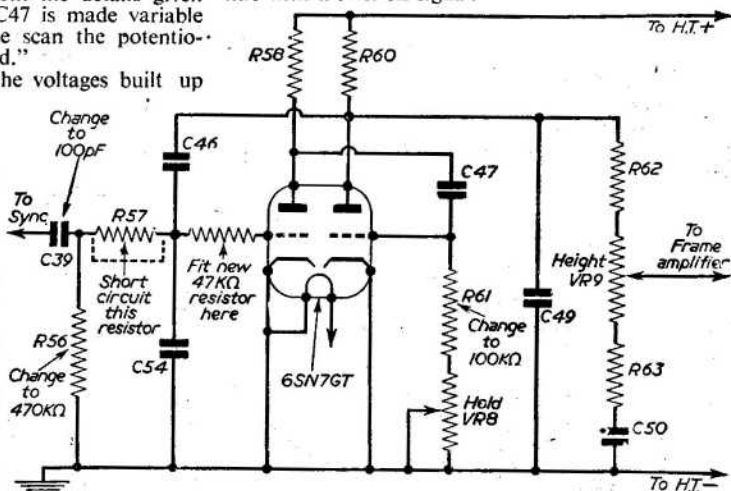 C47 is made variable
e scan the potentio-
d."
he voltages built up
To H.T.+
R58
R60
Change
to
100pF
C46
C47
R62
To
Sync.
R57
C39
Short
circuit
this
resistor
Fit new
47KΩ
resistor
here
Height
VR9
To
Frame
amplifier
R61
Change
to
100KΩ
C49
R56
Change
to
470KΩ
C54
6SN7GT
Hold
VR8
R63
C50
To H.T.-